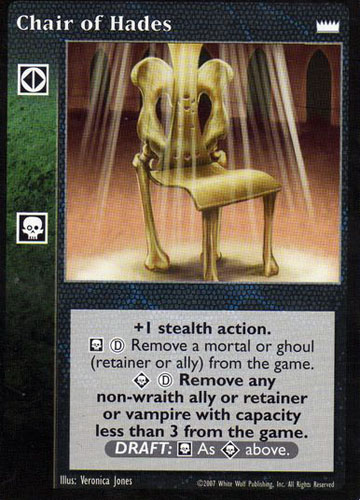 Chair of Hades
+1 stealth action.
D Remove a mortal or ghoul
(retainer or ally) from the game.
D Remove any
non-wraith ally or retainer
or vampire with capacity
less than 3 from the game.
DRAFT: As above.
Illus: Veronica Jones
©2007 White Wolf Publishing, Inc. All Rights Reserved